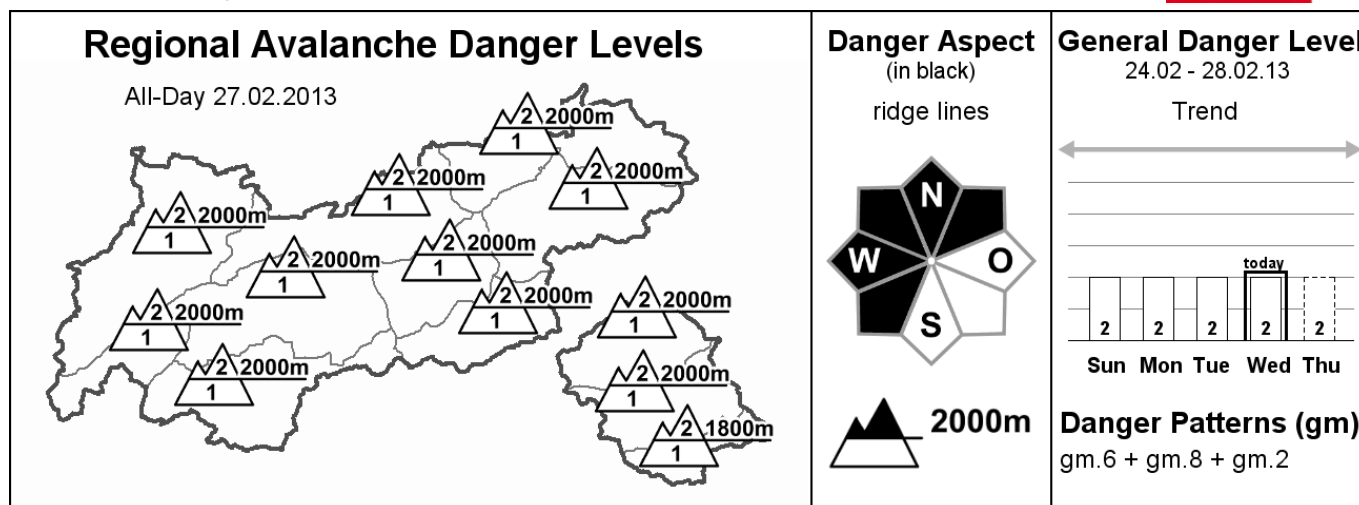 Regional Avalanche Danger Levels
All-Day 27.02.2013
2 2000m
1
2 2000m
1
2 2000m
1
2 2000m
1
2 2000m
1
2 2000m
1
2 2000m
1
2 2000m
1
2 2000m
1
2 2000m
1
2 2000m
1
2 1800m
1
Danger Aspect
(in black)
ridge lines
N
W
O
S
2000m
General Danger Level
24.02 - 28.02.13
Trend
today
2 2 2 2 2
Sun Mon Tue Wed Thu
Danger Patterns (gm)
gm.6 + gm.8 + gm.2